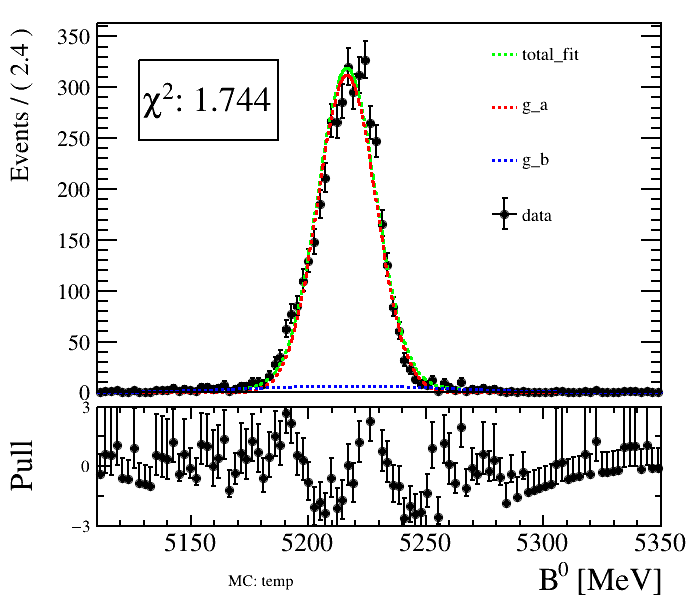 Events / ( 2.4 )
350
300
250
200
150
100
50
0
χ²: 1.744
total_fit
g_a
g_b
data
Pull
3
0
−3
5150
5200
5250
5300
5350
MC: temp
B⁰ [MeV]